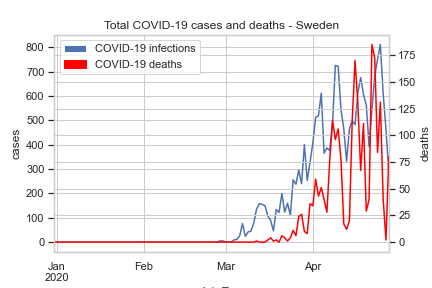 Total COVID-19 cases and deaths - Sweden
COVID-19 infections
COVID-19 deaths
800
700
600
500
400
300
200
100
0
cases
175
150
125
100
75
50
25
0
deaths
Jan
2020
Feb
Mar
Apr